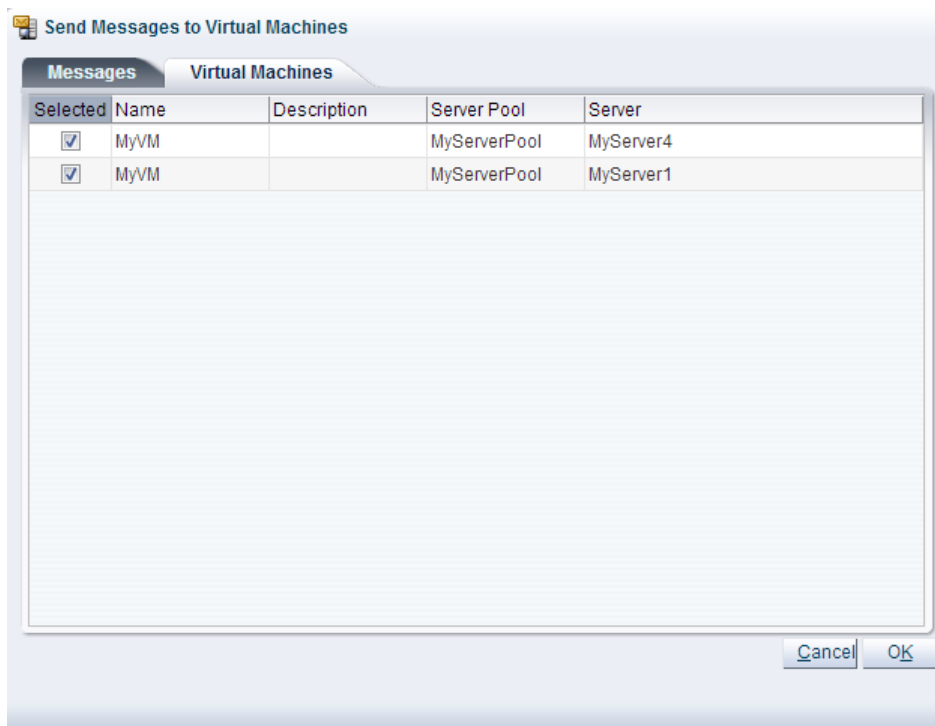 Send Messages to Virtual Machines
Messages Virtual Machines
Selected Name Description Server Pool Server
MyVM MyServerPool MyServer4
MyVM MyServerPool MyServer1
Cancel OK